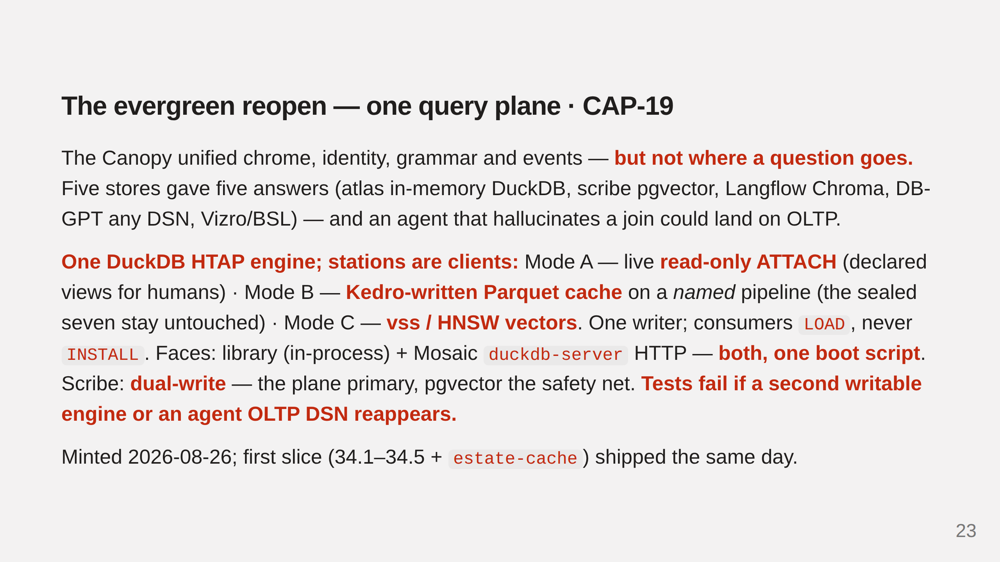 The evergreen reopen — one query plane · CAP-19
The Canopy unified chrome, identity, grammar and events — but not where a question goes.
Five stores gave five answers (atlas in-memory DuckDB, scribe pgvector, Langflow Chroma, DB-
GPT any DSN, Vizro/BSL) — and an agent that hallucinates a join could land on OLTP.
One DuckDB HTAP engine; stations are clients: Mode A — live read-only ATTACH (declared
views for humans) · Mode B — Kedro-written Parquet cache on a named pipeline (the sealed
seven stay untouched) · Mode C — vss / HNSW vectors. One writer; consumers LOAD, never
INSTALL. Faces: library (in-process) + Mosaic duckdb-server HTTP — both, one boot script.
Scribe: dual-write — the plane primary, pgvector the safety net. Tests fail if a second writable
engine or an agent OLTP DSN reappears.
Minted 2026-08-26; first slice (34.1–34.5 + estate-cache) shipped the same day.
23